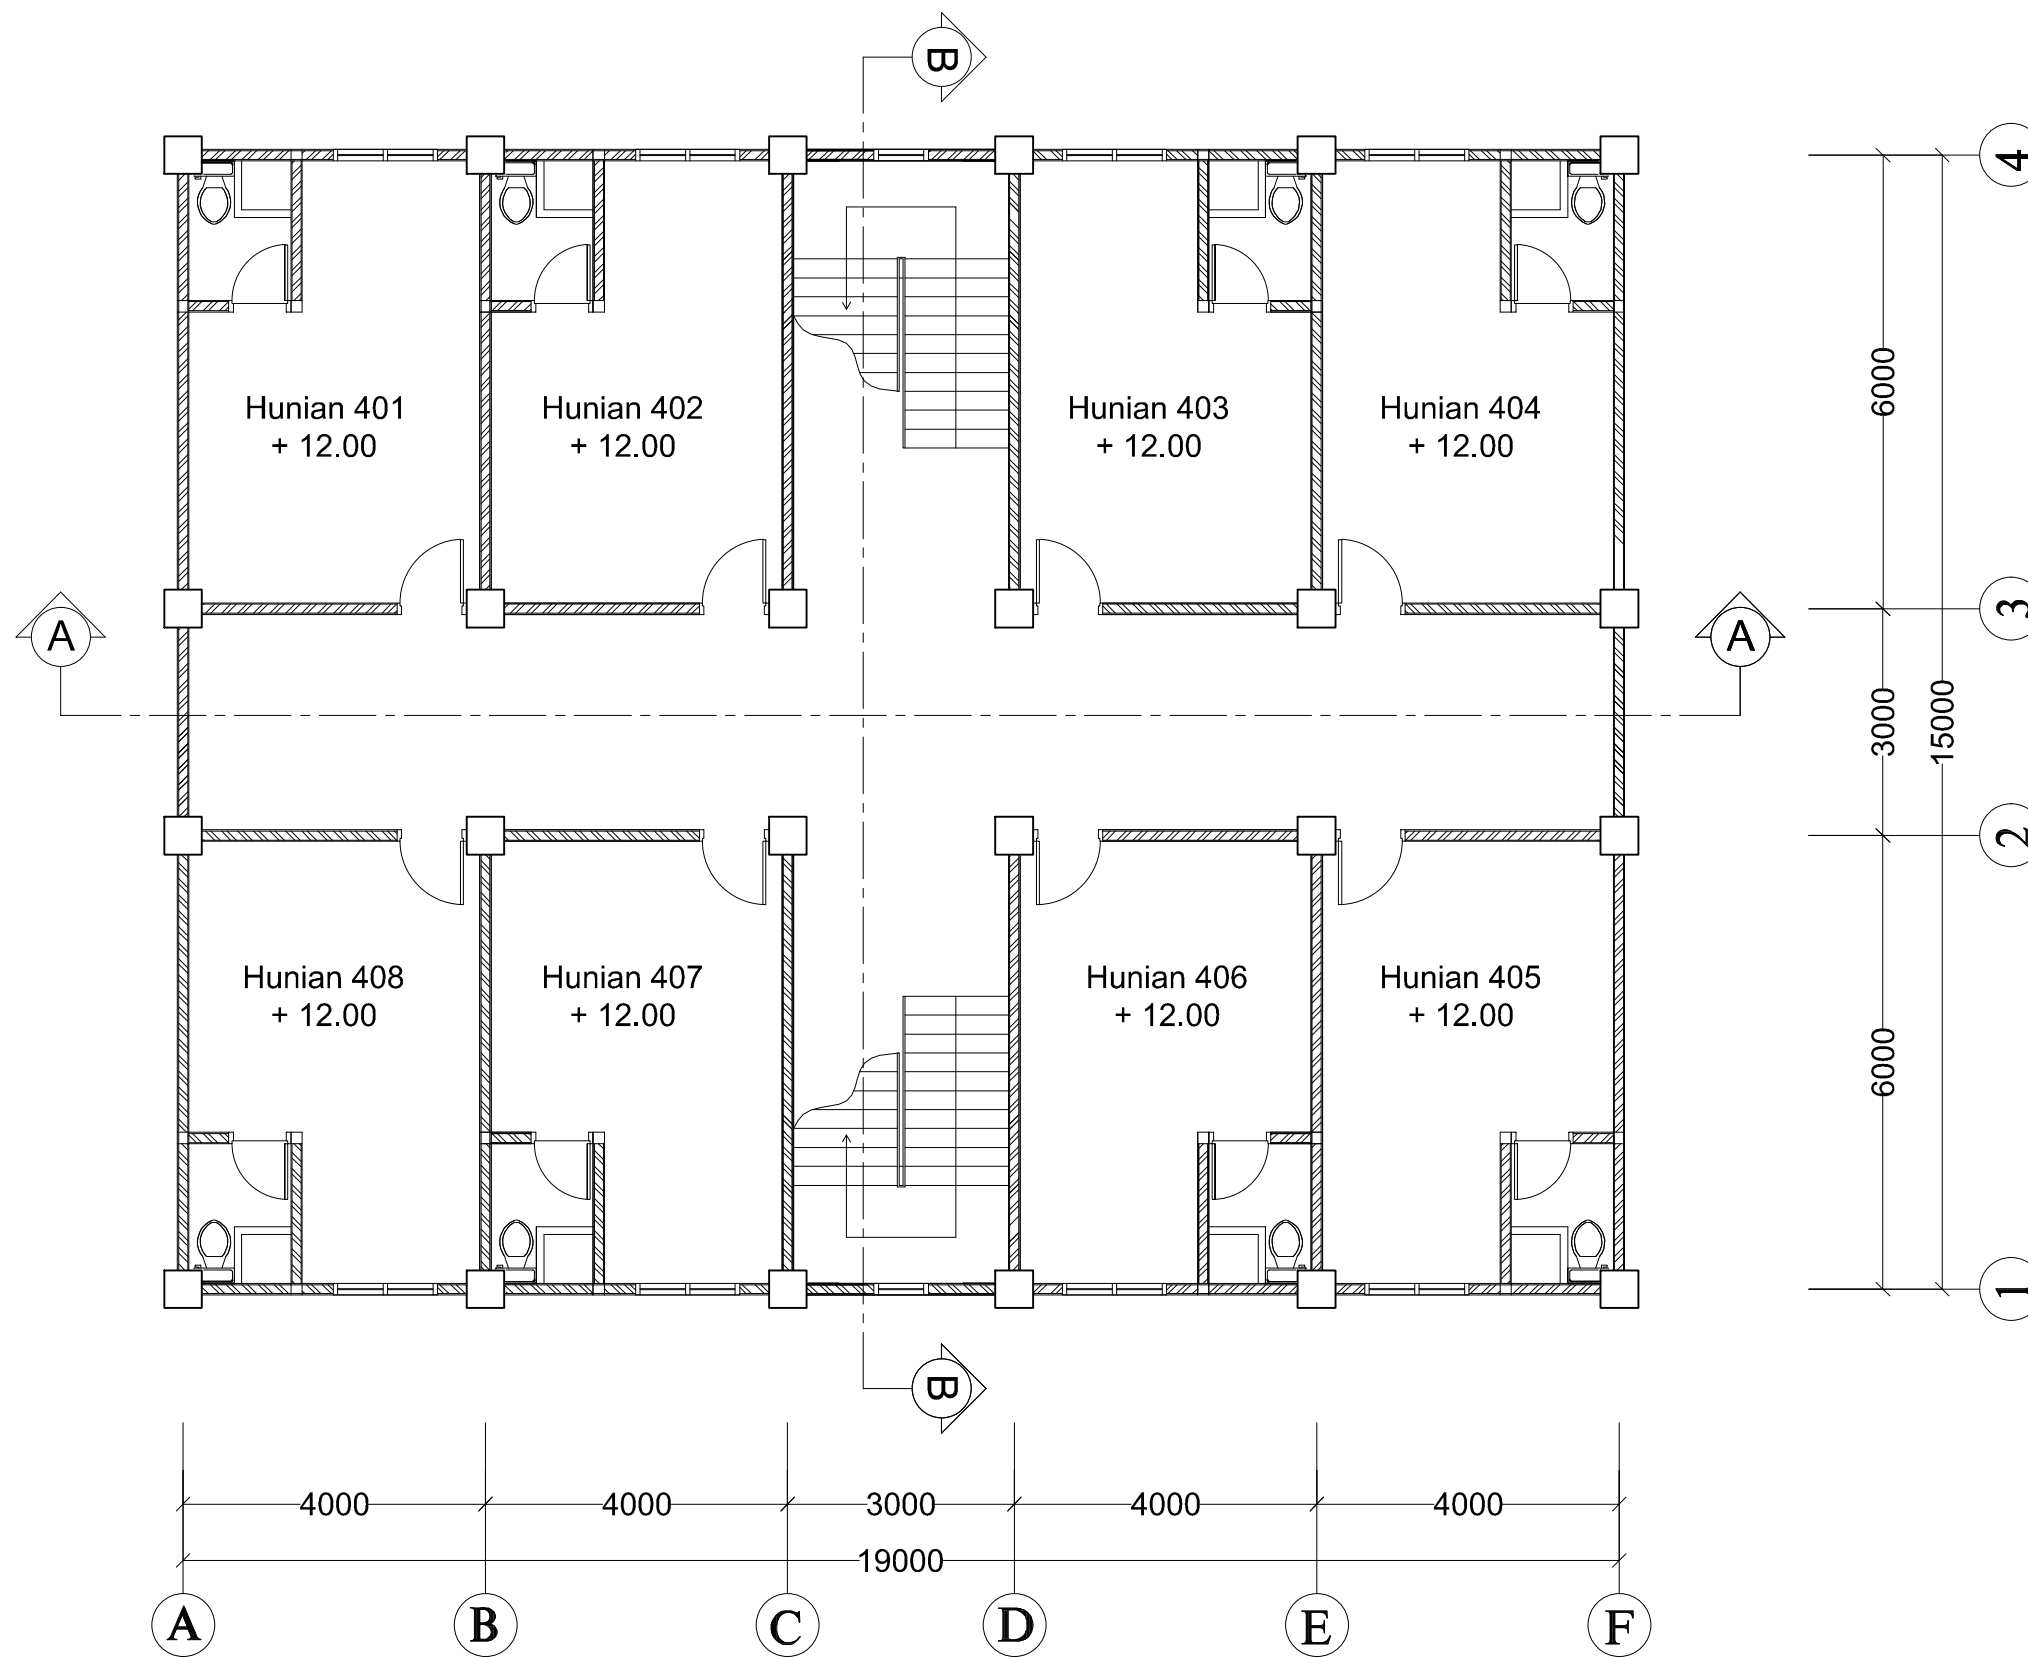 B
4
Hunian 401
+ 12.00
Hunian 402
+ 12.00
Hunian 403
+ 12.00
Hunian 404
+ 12.00
6000
3
A
A
3000
15000
2
Hunian 408
+ 12.00
Hunian 407
+ 12.00
Hunian 406
+ 12.00
Hunian 405
+ 12.00
6000
1
B
4000
4000
3000
4000
4000
19000
A
B
C
D
E
F